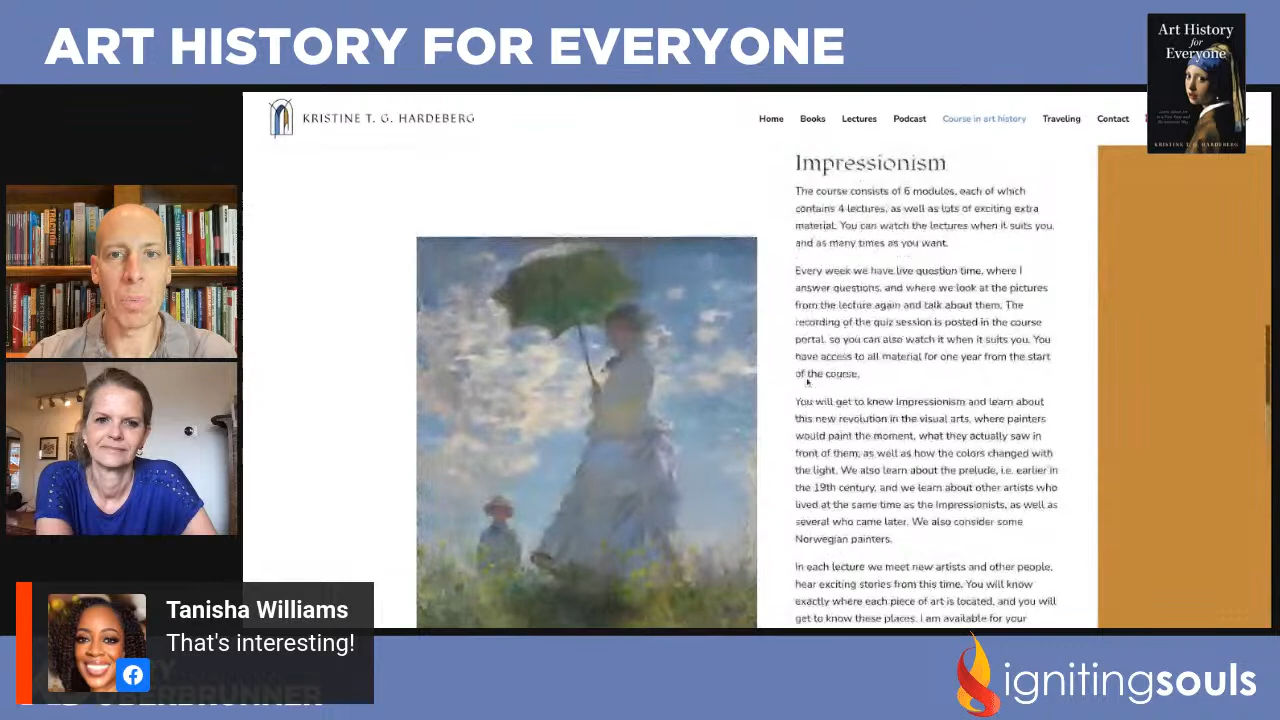 ART HISTORY FOR EVERYONE
Art History
for
Everyone
KRISTINE T. G. HARDEBERG
KRISTINE T. G. HARDEBERG
Home Books Lectures Podcast Course in art history Traveling Contact
Impressionism
The course consists of 6 modules, each of which
contains 4 lectures, as well as lots of exciting extra
material. You can watch the lectures when it suits you,
and as many times as you want.
Every week we have live question time, where I
answer questions, and where we look at the pictures
from the lecture again and talk about them. The
recording of the quiz session is posted in the course
portal, so you can also watch it when it suits you. You
have access to all material for one year from the start
of the course.
You will get to know Impressionism and learn about
this new revolution in the visual arts, where painters
would paint the moment, what they actually saw in
front of them, as well as how the colors changed with
the light. We also learn about the prelude, i.e. earlier in
the 19th century, and we learn about other artists who
lived at the same time as the Impressionists, as well as
several who came later. We also consider some
Norwegian painters.
In each lecture we meet new artists and other people,
hear exciting stories from this time. You will know
exactly where each piece of art is located, and you will
get to know these places. I am available for your
Tanisha Williams
That's interesting!
ignitingsouls